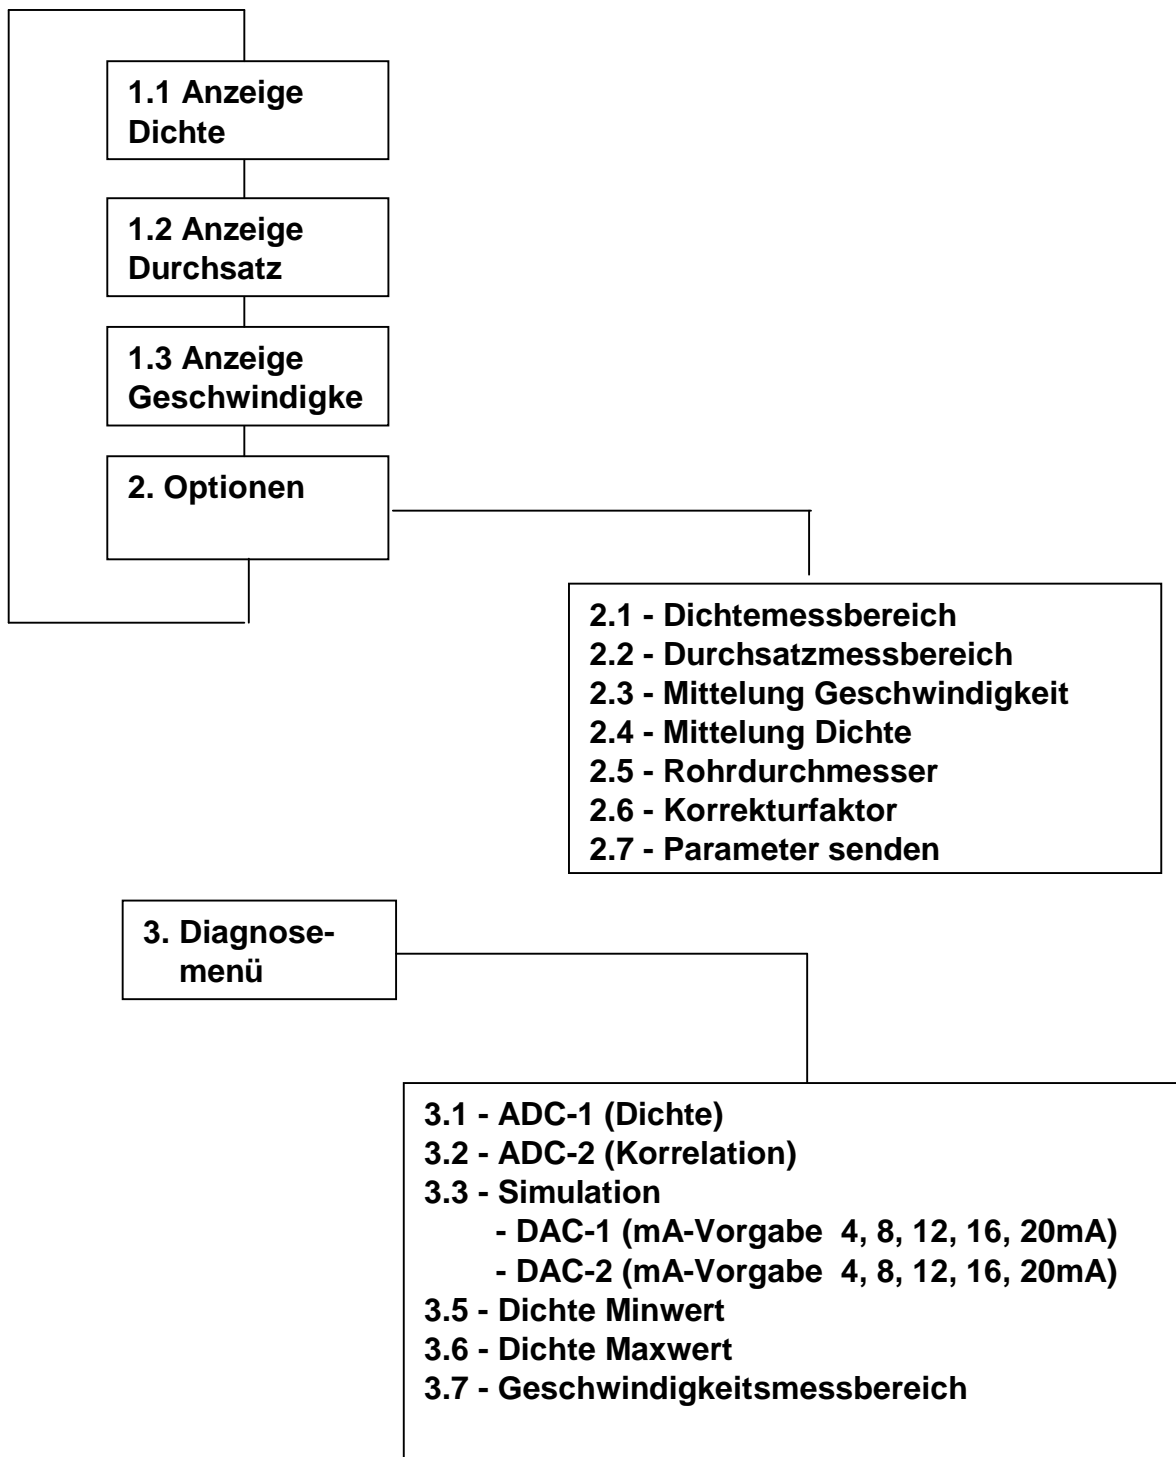 1.1 Anzeige
Dichte
1.2 Anzeige
Durchsatz
1.3 Anzeige
Geschwindigke
2. Optionen
2.1 - Dichtemessbereich
2.2 - Durchsatzmessbereich
2.3 - Mittelung Geschwindigkeit
2.4 - Mittelung Dichte
2.5 - Rohrdurchmesser
2.6 - Korrekturfaktor
2.7 - Parameter senden
3. Diagnose-
menü
3.1 - ADC-1 (Dichte)
3.2 - ADC-2 (Korrelation)
3.3 - Simulation
- DAC-1 (mA-Vorgabe  4, 8, 12, 16, 20mA)
- DAC-2 (mA-Vorgabe  4, 8, 12, 16, 20mA)
3.5 - Dichte Minwert
3.6 - Dichte Maxwert
3.7 - Geschwindigkeitsmessbereich